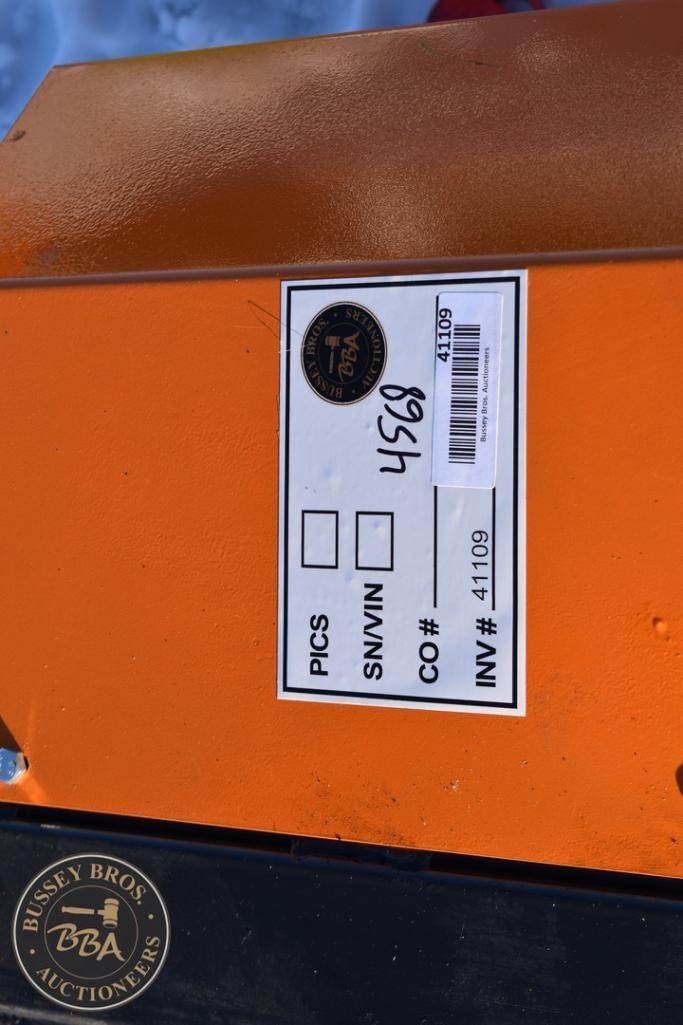 BUSSEY BROS.
BBA
AUCTIONEERS
PICS
SN/VIN
4568
CO #
41109
Bussey Bros. Auctioneers
INV # 41109
BUSSEY BROS.
BBA
AUCTIONEERS